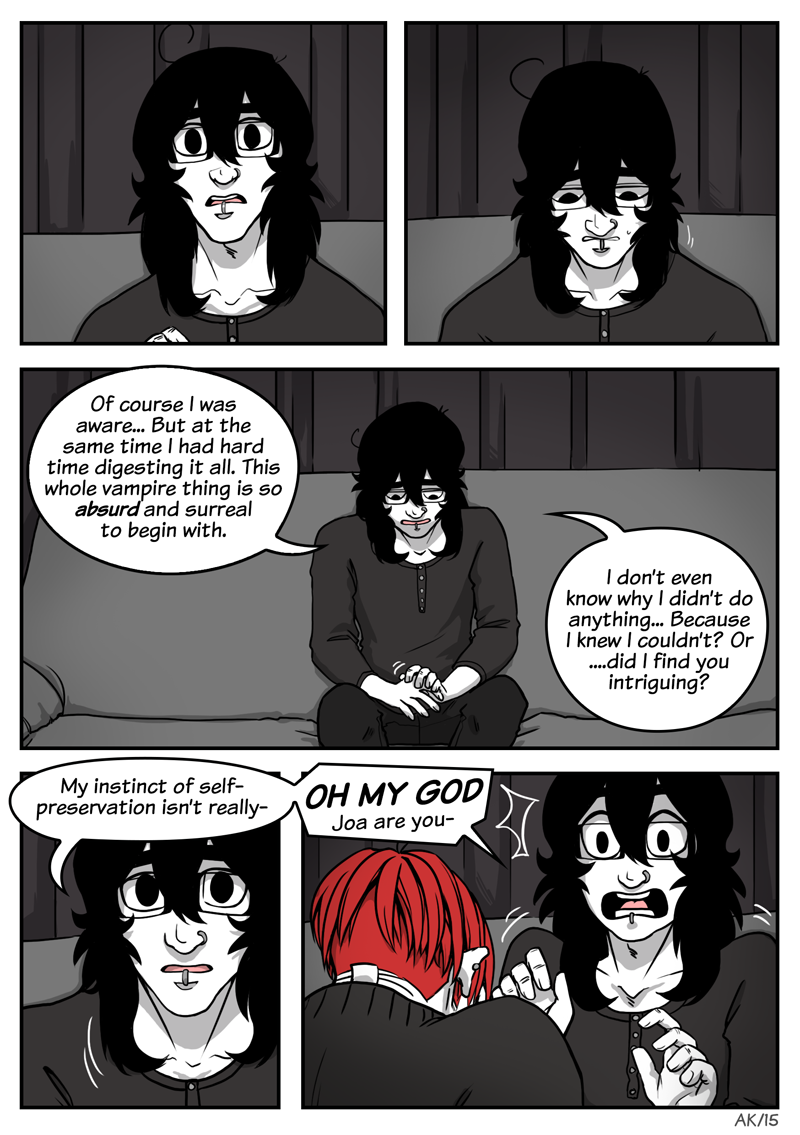 Of course I was
aware... But at the
same time I had hard
time digesting it all. This
whole vampire thing is so
absurd and surreal
to begin with.
I don't even
know why I didn't do
anything... Because
I knew I couldn't? Or
....did I find you
intriguing?
My instinct of self-
preservation isn't really-
OH MY GOD
Joa are you-
AK/15